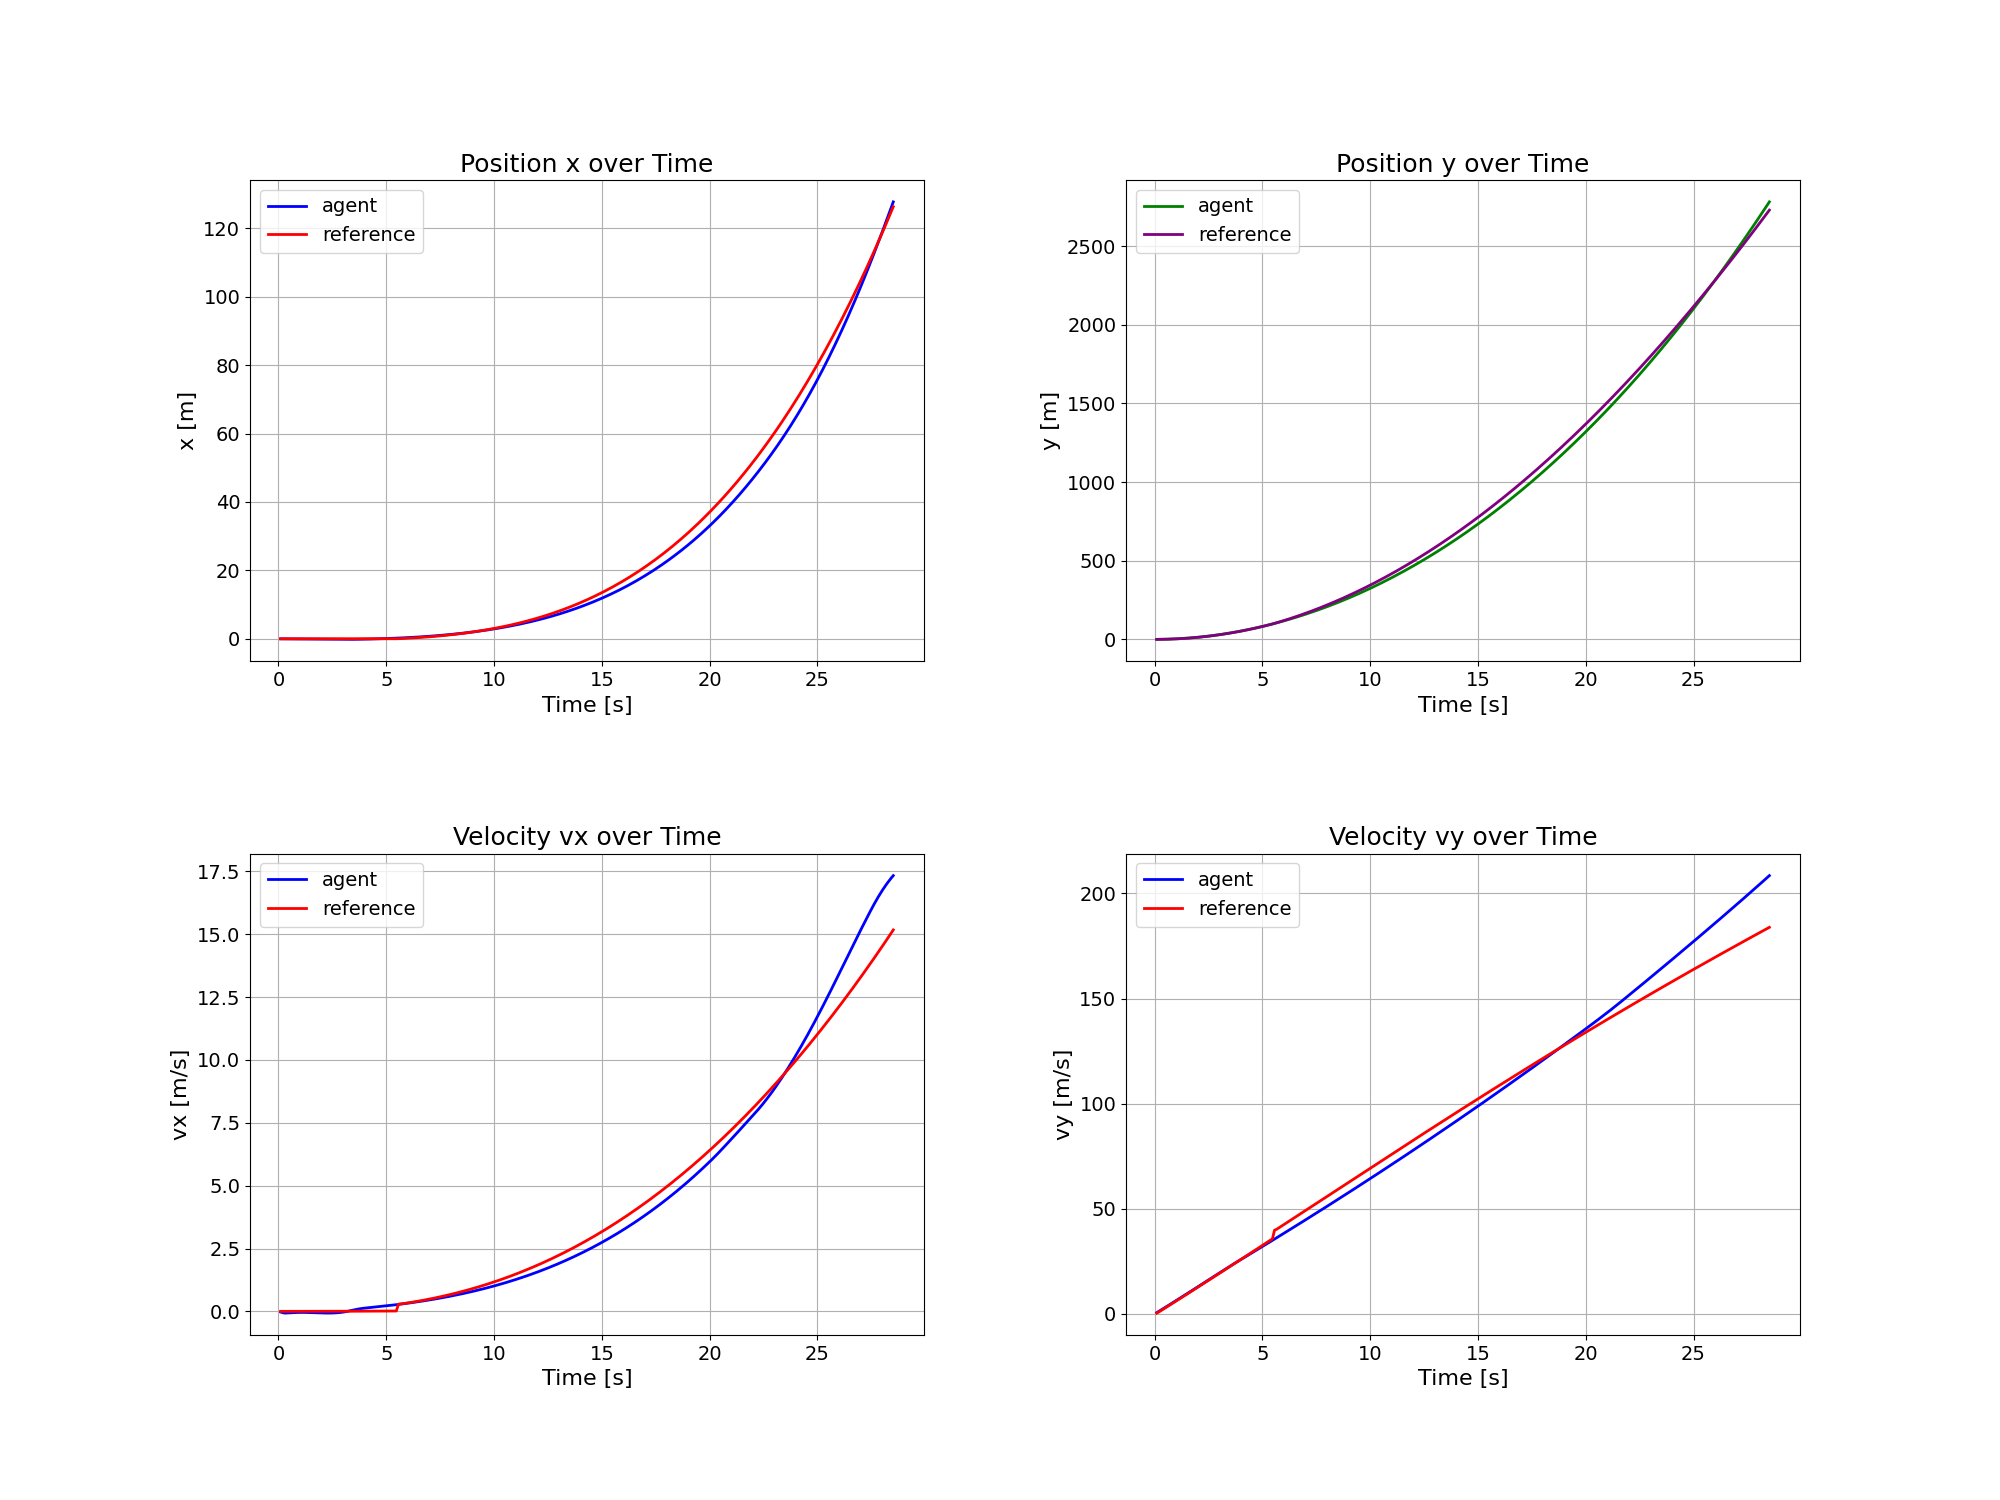 Position x over Time
agent
reference
120
100
80
60
40
20
0
x [m]
0 5 10 15 20 25
Time [s]
Position y over Time
agent
reference
2500
2000
1500
1000
500
0
y [m]
0 5 10 15 20 25
Time [s]
Velocity vx over Time
agent
reference
17.5
15.0
12.5
10.0
7.5
5.0
2.5
0.0
vx [m/s]
0 5 10 15 20 25
Time [s]
Velocity vy over Time
agent
reference
200
150
100
50
0
vy [m/s]
0 5 10 15 20 25
Time [s]